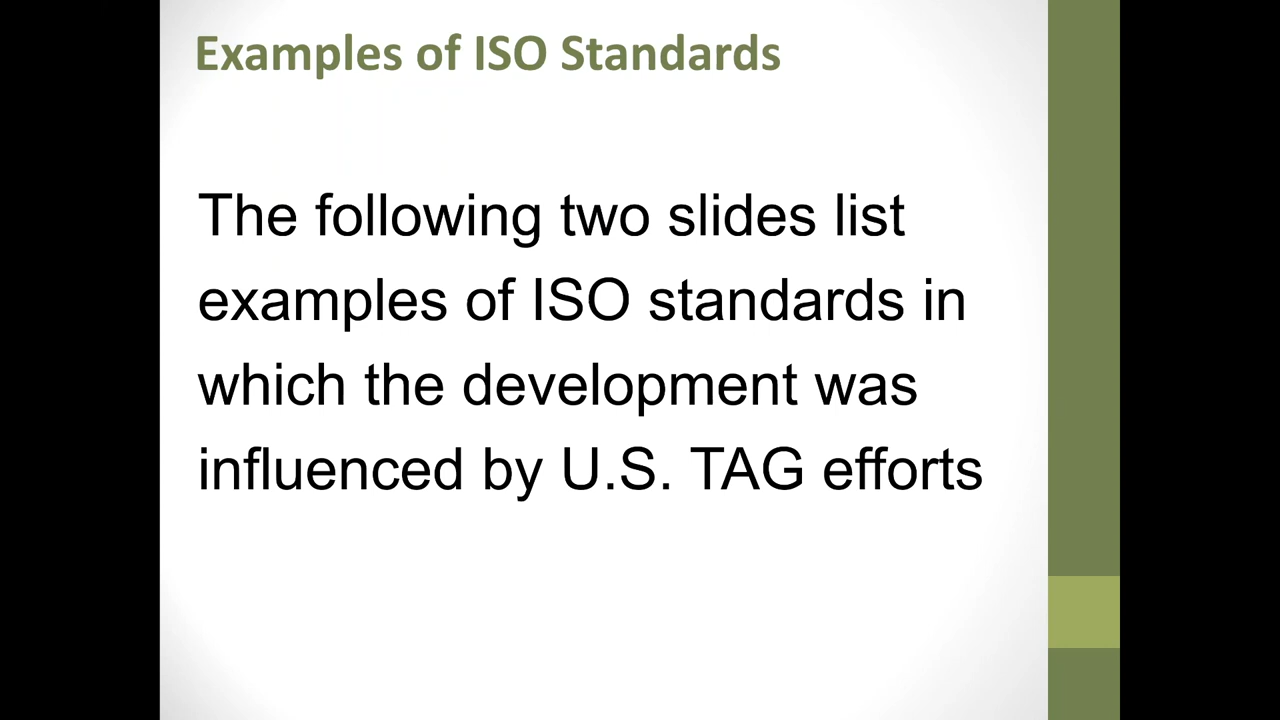 Examples of ISO Standards
The following two slides list
examples of ISO standards in
which the development was
influenced by U.S. TAG efforts